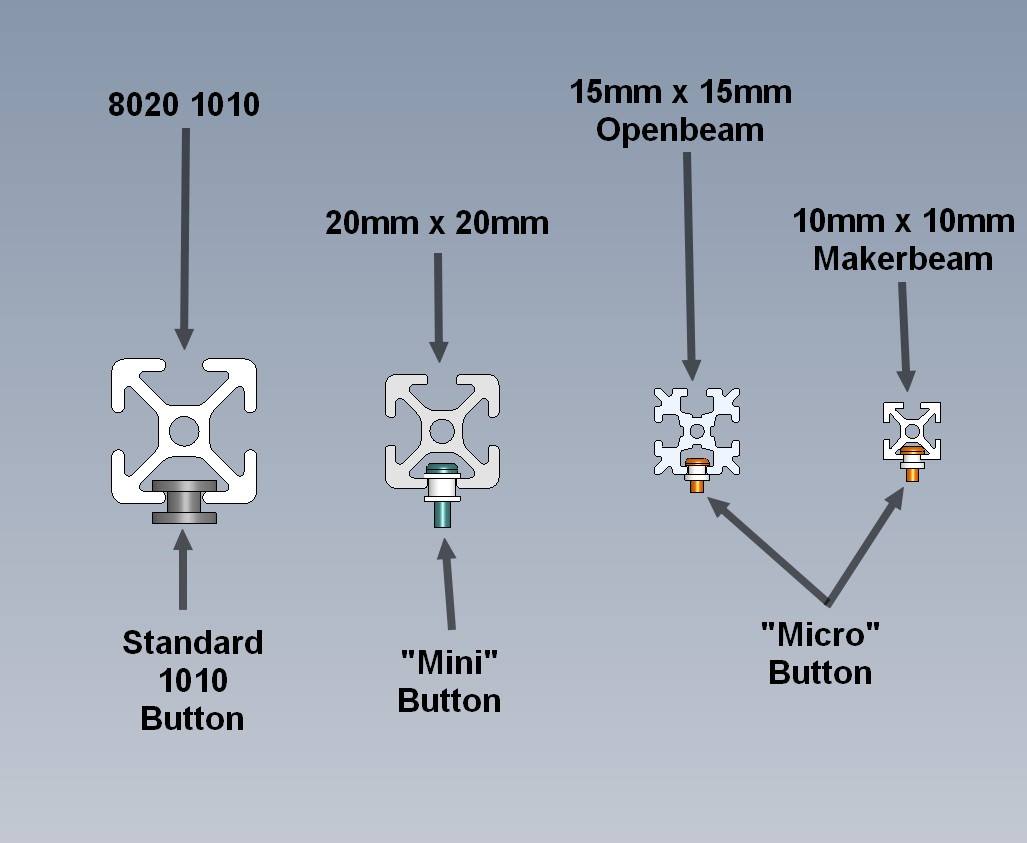 8020 1010
20mm x 20mm
15mm x 15mm
Openbeam
10mm x 10mm
Makerbeam
Standard
1010
Button
"Mini"
Button
"Micro"
Button